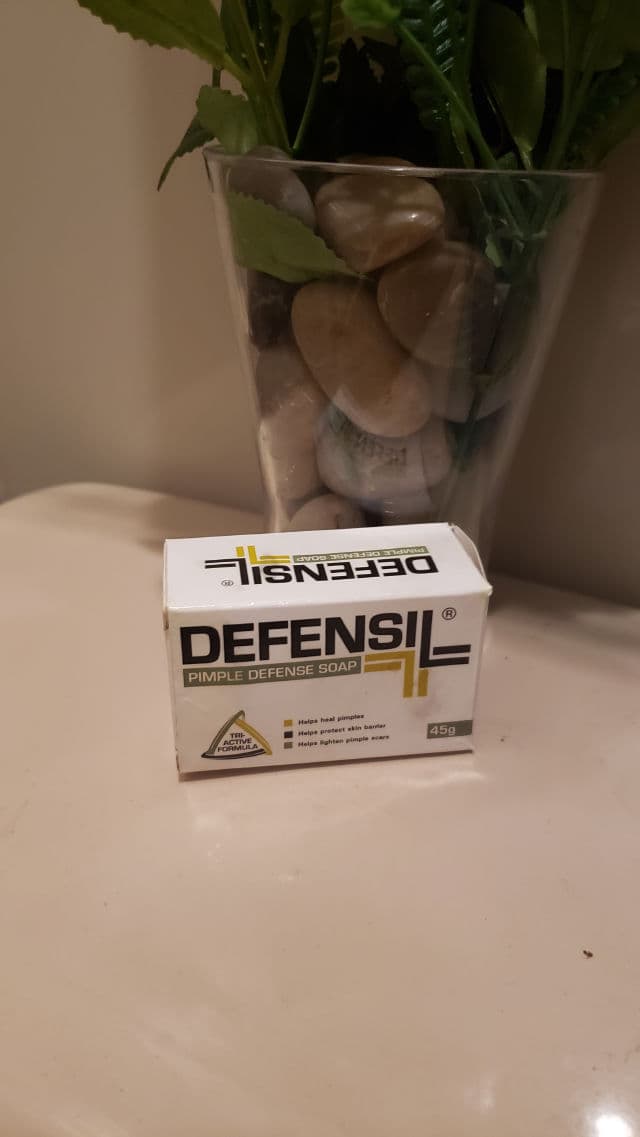 DEFENSIL
PIMPLE DEFENSE SOAP
DEFENSIL®
PIMPLE DEFENSE SOAP
TRI-
ACTIVE
FORMULA
Helps heal pimples
Helps protect skin barrier
Helps lighten pimple scars
45g